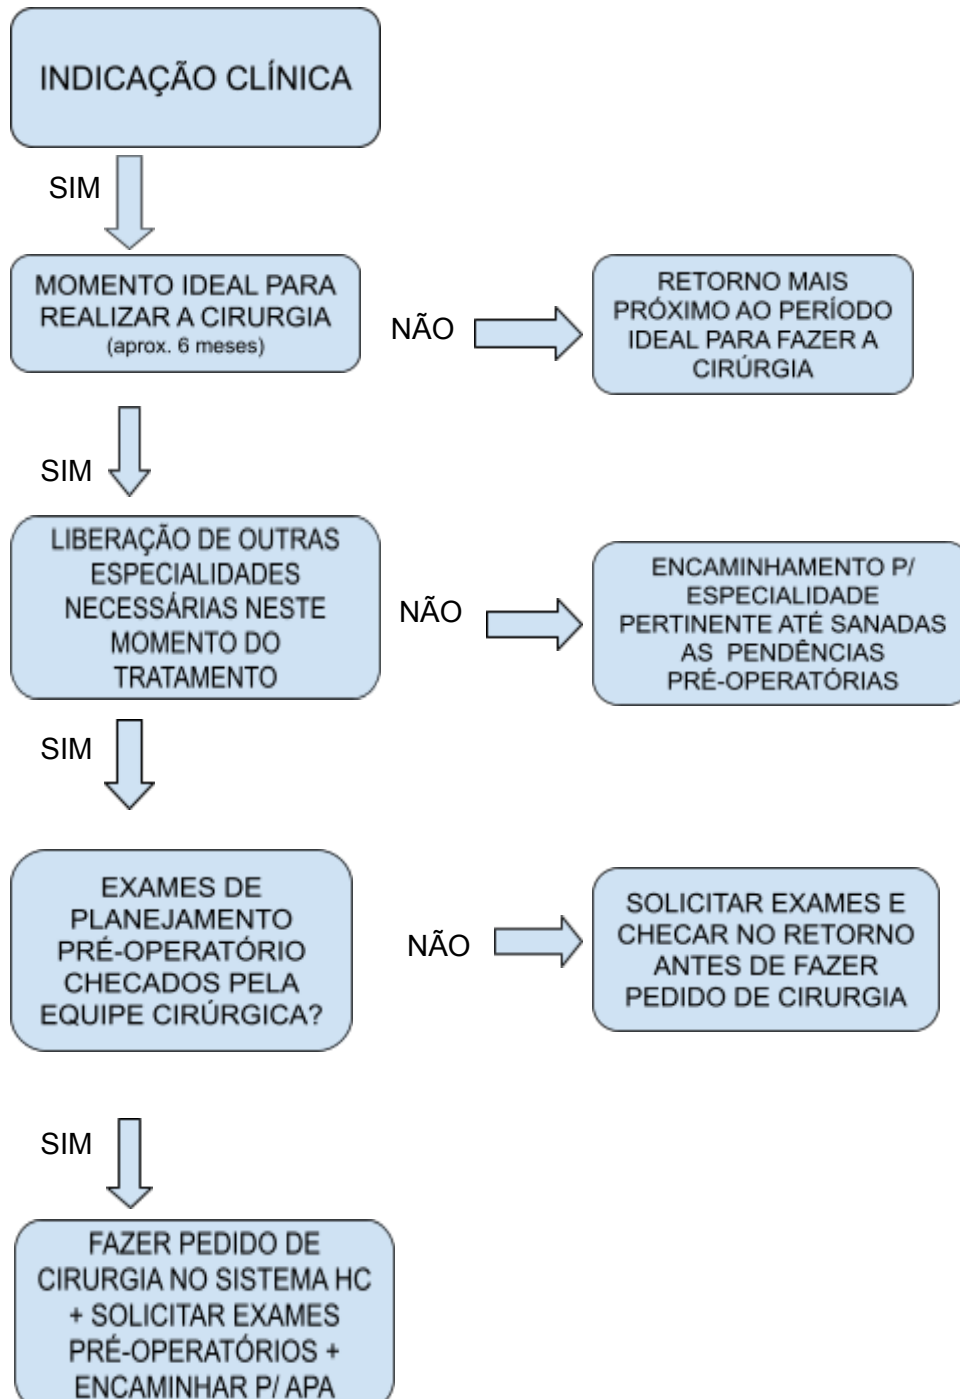 INDICAÇÃO CLÍNICA
SIM
MOMENTO IDEAL PARA
REALIZAR A CIRURGIA
(aprox. 6 meses)
NÃO
RETORNO MAIS
PRÓXIMO AO PERÍODO
IDEAL PARA FAZER A
CIRÚRGIA
SIM
LIBERAÇÃO DE OUTRAS
ESPECIALIDADES
NECESSÁRIAS NESTE
MOMENTO DO
TRATAMENTO
NÃO
ENCAMINHAMENTO P/
ESPECIALIDADE
PERTINENTE ATÉ SANADAS
AS PENDÊNCIAS
PRÉ-OPERATÓRIAS
SIM
EXAMES DE
PLANEJAMENTO
PRÉ-OPERATÓRIO
CHECADOS PELA
EQUIPE CIRÚRGICA?
NÃO
SOLICITAR EXAMES E
CHECAR NO RETORNO
ANTES DE FAZER
PEDIDO DE CIRURGIA
SIM
FAZER PEDIDO DE
CIRURGIA NO SISTEMA HC
+ SOLICITAR EXAMES
PRÉ-OPERATÓRIOS +
ENCAMINHAR P/ APA